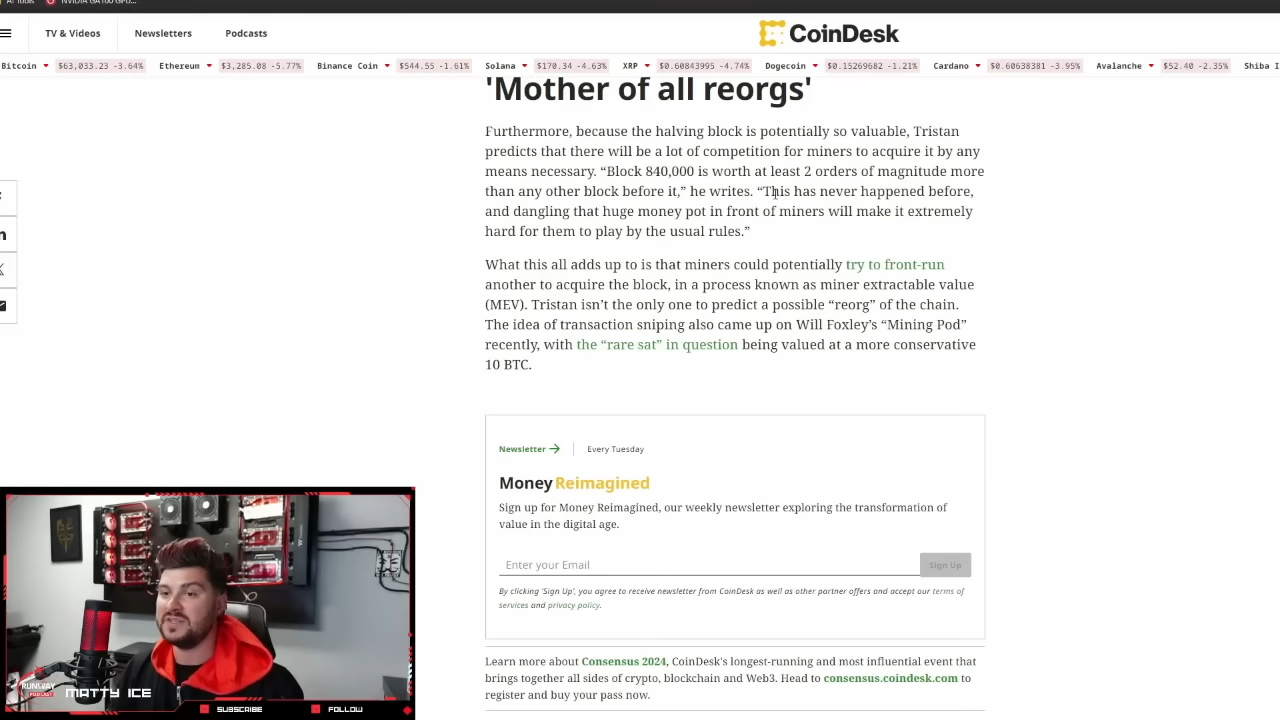 TV & Videos
Newsletters
Podcasts
CoinDesk
Bitcoin $63,033.23 -3.64% Ethereum $3,285.08 -5.77% Binance Coin $544.55 -1.61% Solana $170.34 -4.63% XRP $0.60843995 -4.74% Dogecoin $0.15269682 -1.21% Cardano $0.60638381 -3.95% Avalanche $52.40 -2.35% Shiba I
'Mother of all reorgs'
Furthermore, because the halving block is potentially so valuable, Tristan
predicts that there will be a lot of competition for miners to acquire it by any
means necessary. “Block 840,000 is worth at least 2 orders of magnitude more
than any other block before it,” he writes. “This has never happened before,
and dangling that huge money pot in front of miners will make it extremely
hard for them to play by the usual rules.”
What this all adds up to is that miners could potentially try to front-run
another to acquire the block, in a process known as miner extractable value
(MEV). Tristan isn’t the only one to predict a possible “reorg” of the chain.
The idea of transaction sniping also came up on Will Foxley’s “Mining Pod”
recently, with the “rare sat” in question being valued at a more conservative
10 BTC.
Newsletter → Every Tuesday
Money Reimagined
Sign up for Money Reimagined, our weekly newsletter exploring the transformation of
value in the digital age.
Enter your Email
Sign Up
By clicking ‘Sign Up’, you agree to receive newsletter from CoinDesk as well as other partner offers and accept our terms of
services and privacy policy.
Learn more about Consensus 2024, CoinDesk's longest-running and most influential event that
brings together all sides of crypto, blockchain and Web3. Head to consensus.coindesk.com to
register and buy your pass now.
RUNWAY
PODCAST
MATTY ICE
SUBSCRIBE
FOLLOW